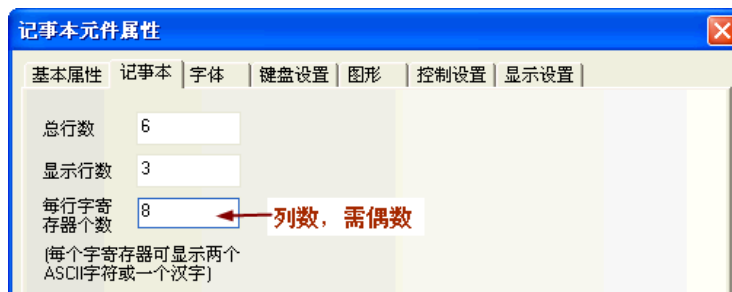 记事本元件属性
基本属性 记事本 字体 键盘设置 图形 控制设置 显示设置
总行数 6
显示行数 3
每行字寄存器个数 8 列数，需偶数
(每个字寄存器可显示两个
ASCII字符或一个汉字)